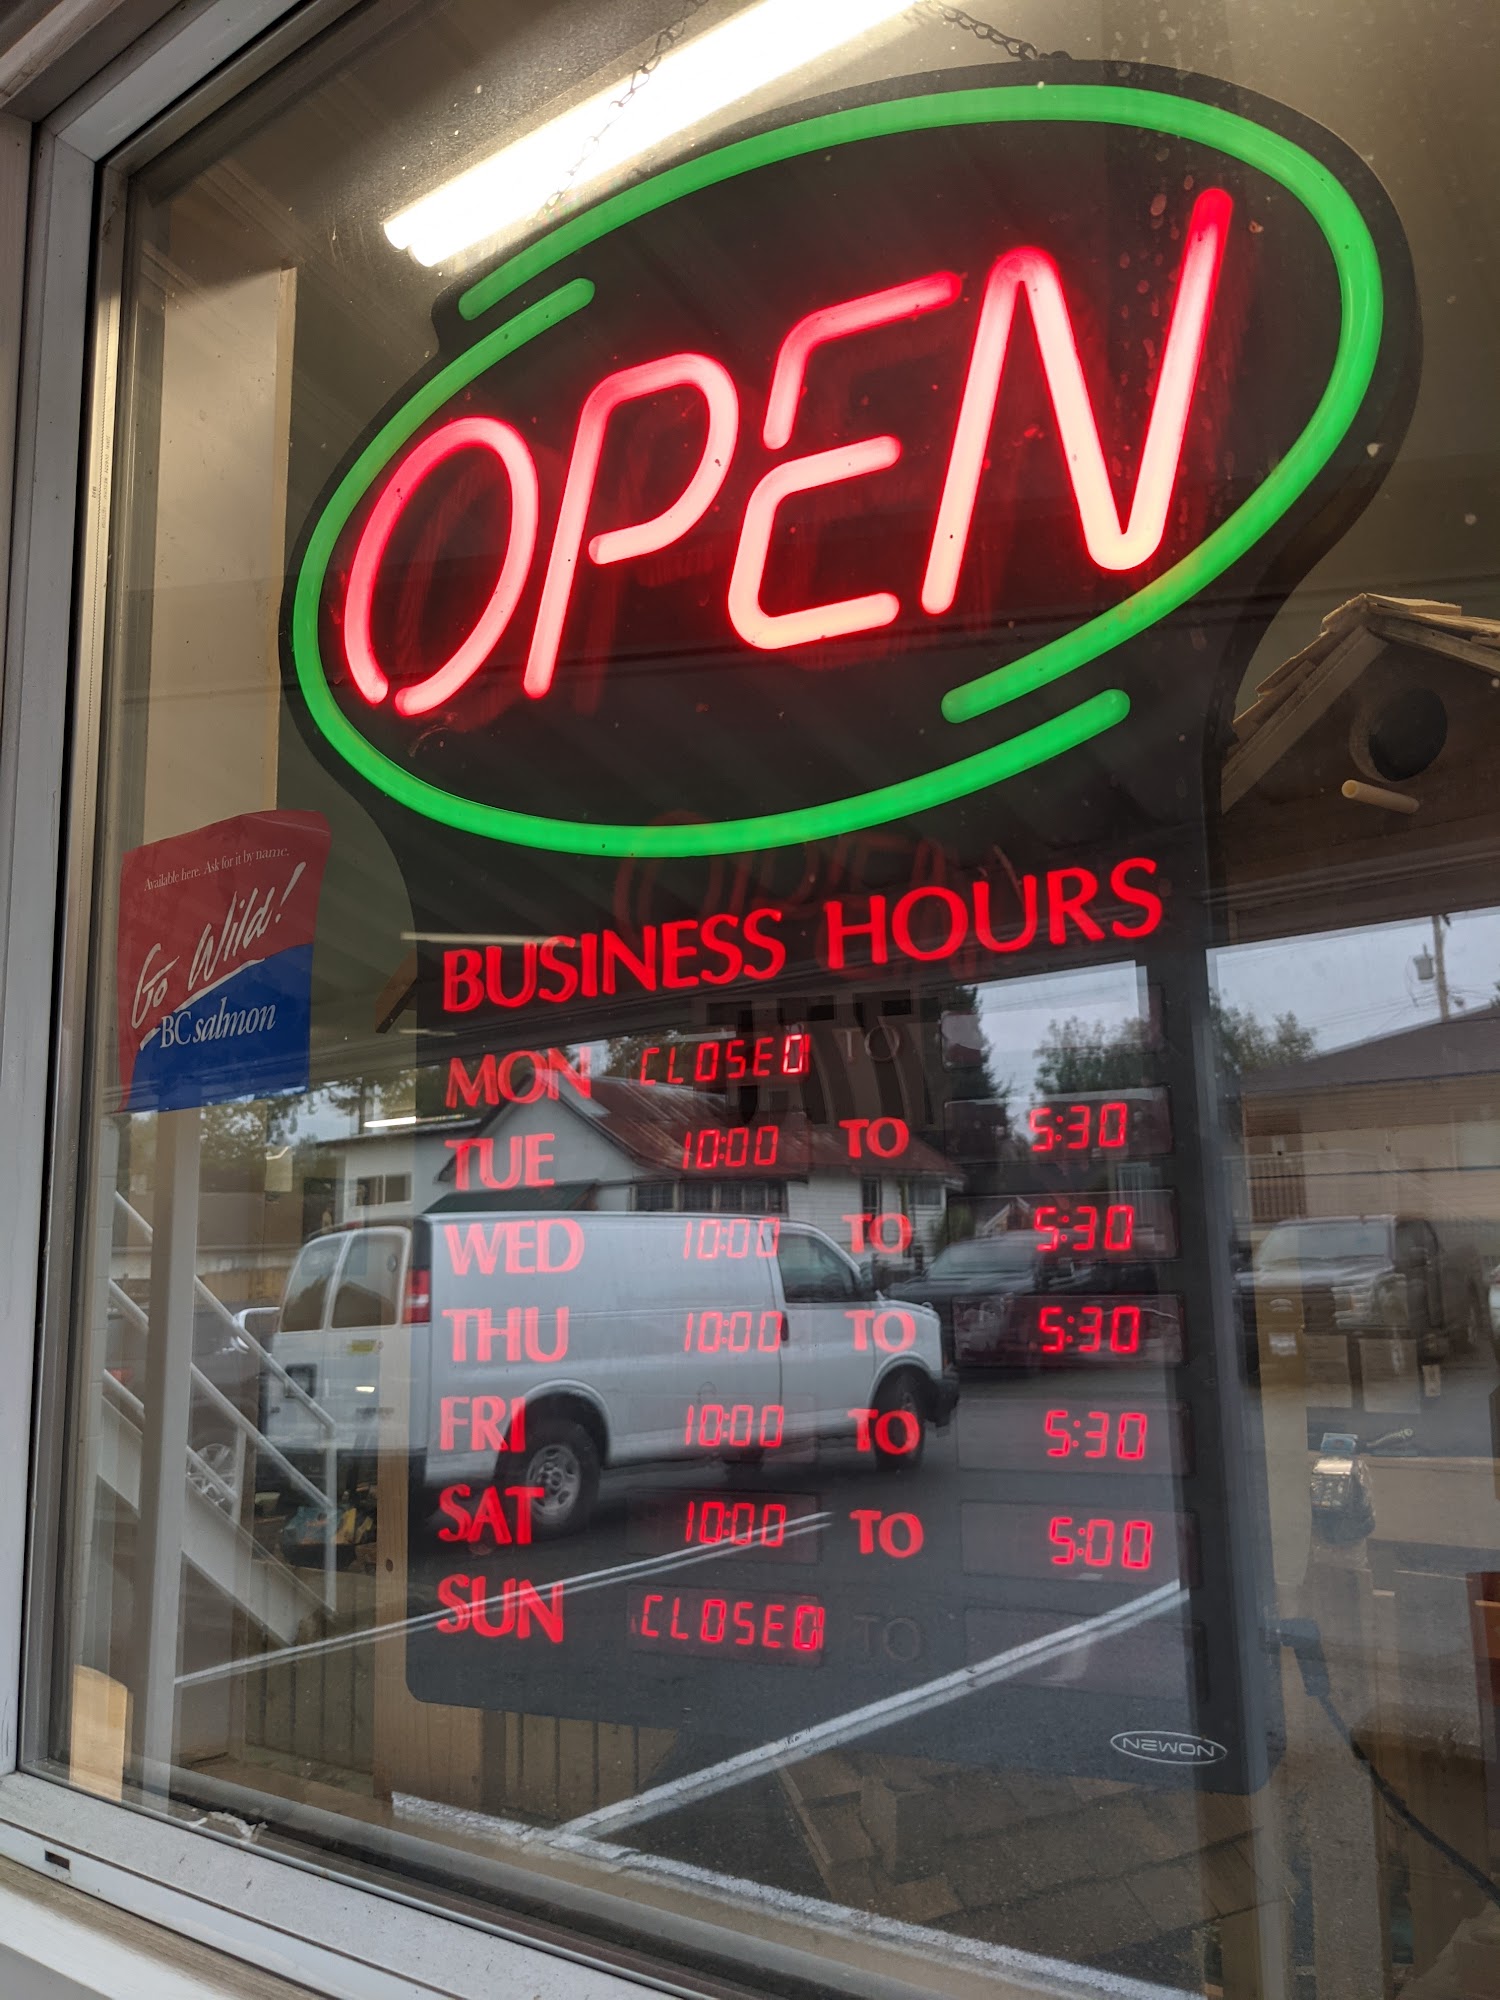 OPEN
Available here. Ask for it by name.
Go Wild!
BC salmon
BUSINESS HOURS
MON CLOSED TO
TUE 10:00 TO 5:30
WED 10:00 TO 5:30
THU 10:00 TO 5:30
FRI 10:00 TO 5:30
SAT 10:00 TO 5:00
SUN CLOSED TO
NEWON